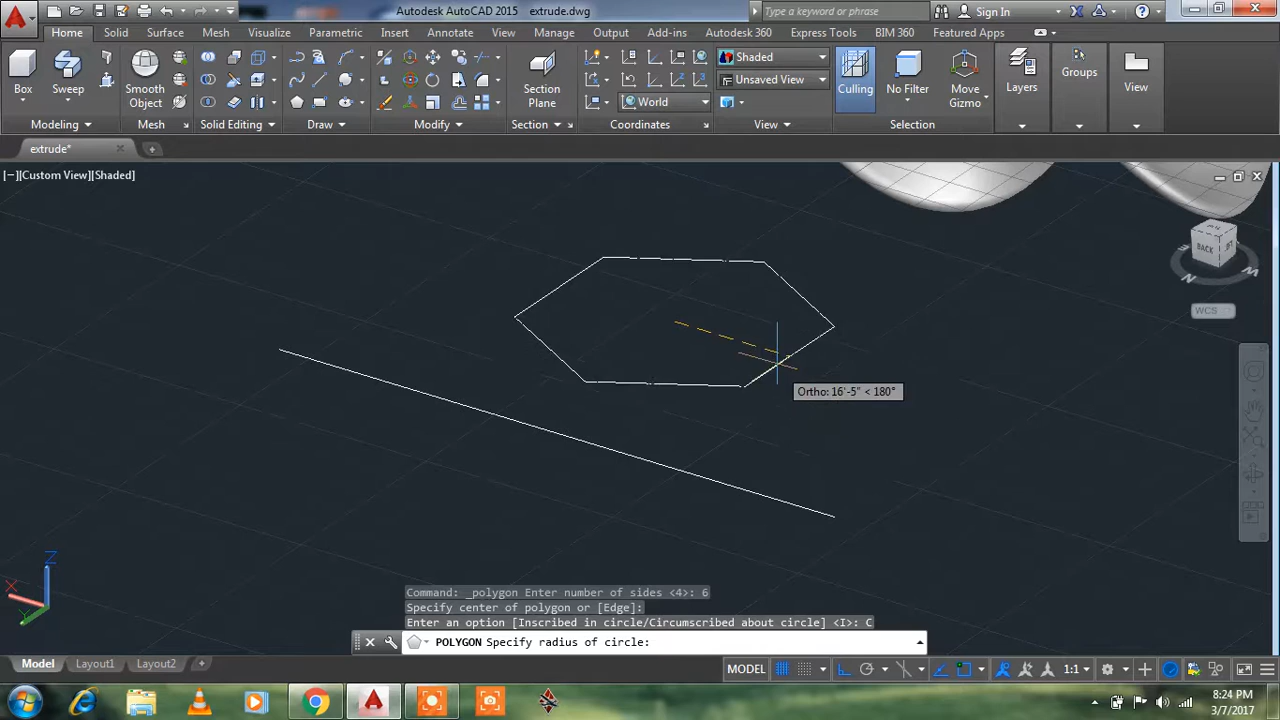 Autodesk AutoCAD 2015 extrude.dwg
Type a keyword or phrase
Sign In
Home Solid Surface Mesh Visualize Parametric Insert Annotate View Manage Output Add-ins Autodesk 360 Express Tools BIM 360 Featured Apps
Box
Sweep
Smooth Object
Section Plane
World
Shaded
Unsaved View
Culling
No Filter
Move Gizmo
Layers
Groups
View
Modeling Mesh Solid Editing Draw Modify Section Coordinates View Selection
extrude*
[−][Custom View][Shaded]
BACK
N
WCS
Ortho: 16'-5" < 180°
Z
X
Y
Command: _polygon Enter number of sides <4>: 6
Specify center of polygon or [Edge]:
Enter an option [Inscribed in circle/Circumscribed about circle] <I>: C
POLYGON Specify radius of circle:
Model Layout1 Layout2
MODEL
1:1
8:24 PM
3/7/2017